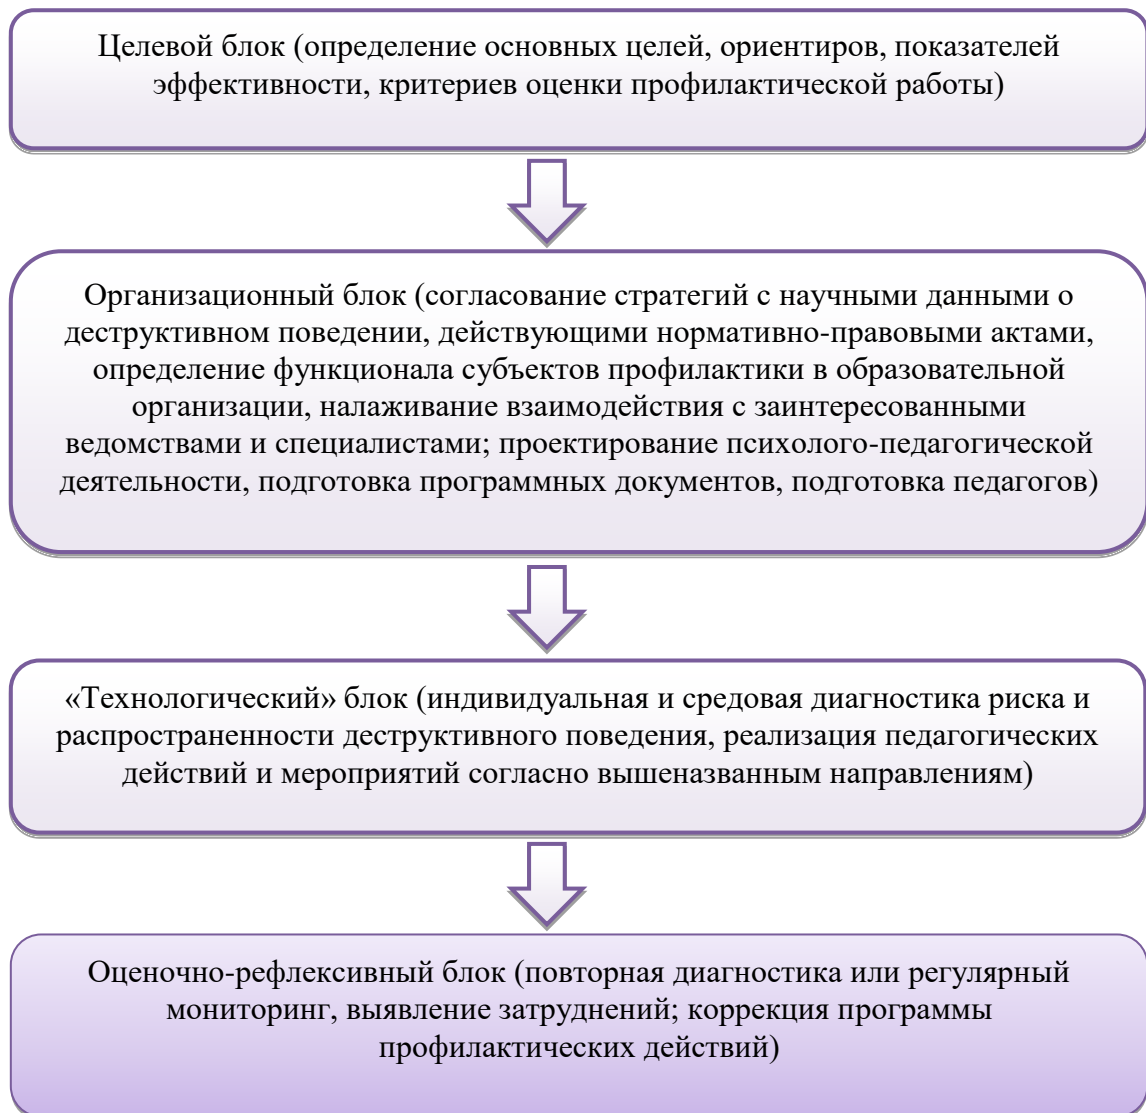 Целевой блок (определение основных целей, ориентиров, показателей
эффективности, критериев оценки профилактической работы)
Организационный блок (согласование стратегий с научными данными о
деструктивном поведении, действующими нормативно-правовыми актами,
определение функционала субъектов профилактики в образовательной
организации, налаживание взаимодействия с заинтересованными
ведомствами и специалистами; проектирование психолого-педагогической
деятельности, подготовка программных документов, подготовка педагогов)
«Технологический» блок (индивидуальная и средовая диагностика риска и
распространенности деструктивного поведения, реализация педагогических
действий и мероприятий согласно вышеназванным направлениям)
Оценочно-рефлексивный блок (повторная диагностика или регулярный
мониторинг, выявление затруднений; коррекция программы
профилактических действий)